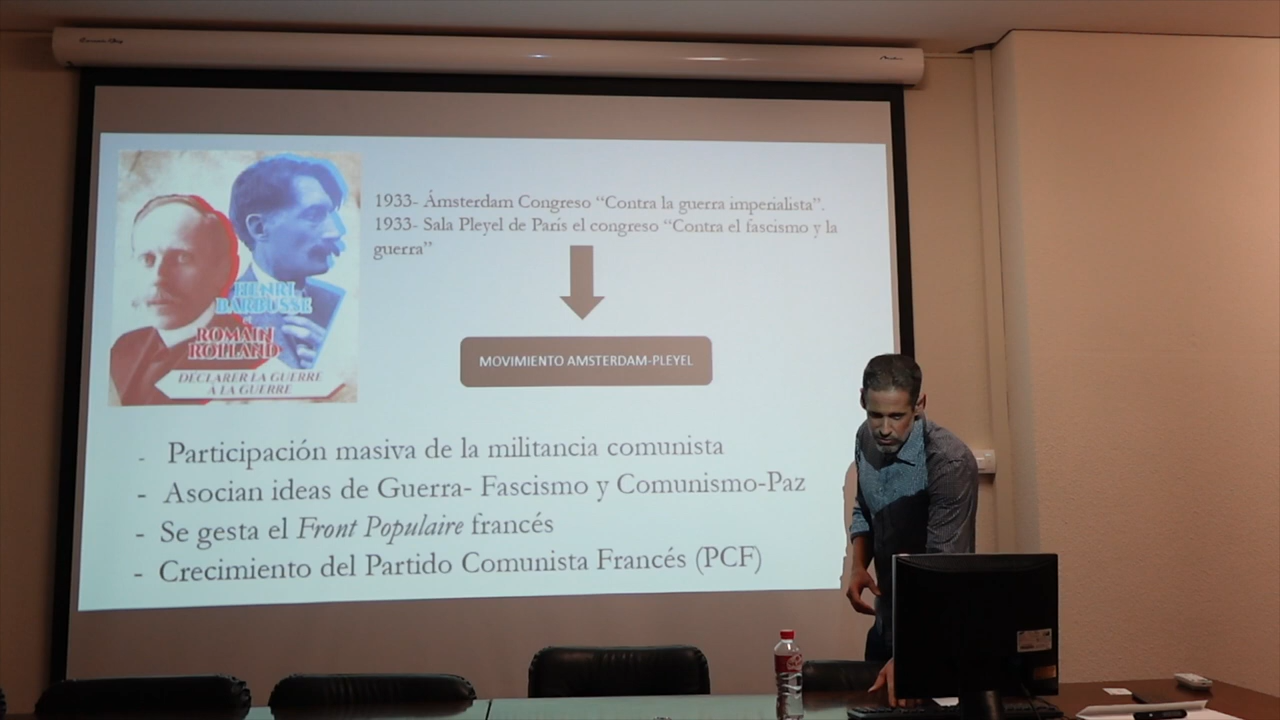 1933- Ámsterdam Congreso “Contra la guerra imperialista”.
1933- Sala Pleyel de París el congreso “Contra el fascismo y la
guerra”
HENRI
BARBUSSE
ROMAIN
ROLLAND
DÉCLARER LA GUERRE
À LA GUERRE
MOVIMIENTO AMSTERDAM-PLEYEL
- Participación masiva de la militancia comunista
- Asocian ideas de Guerra- Fascismo y Comunismo-Paz
- Se gesta el Front Populaire francés
- Crecimiento del Partido Comunista Francés (PCF)